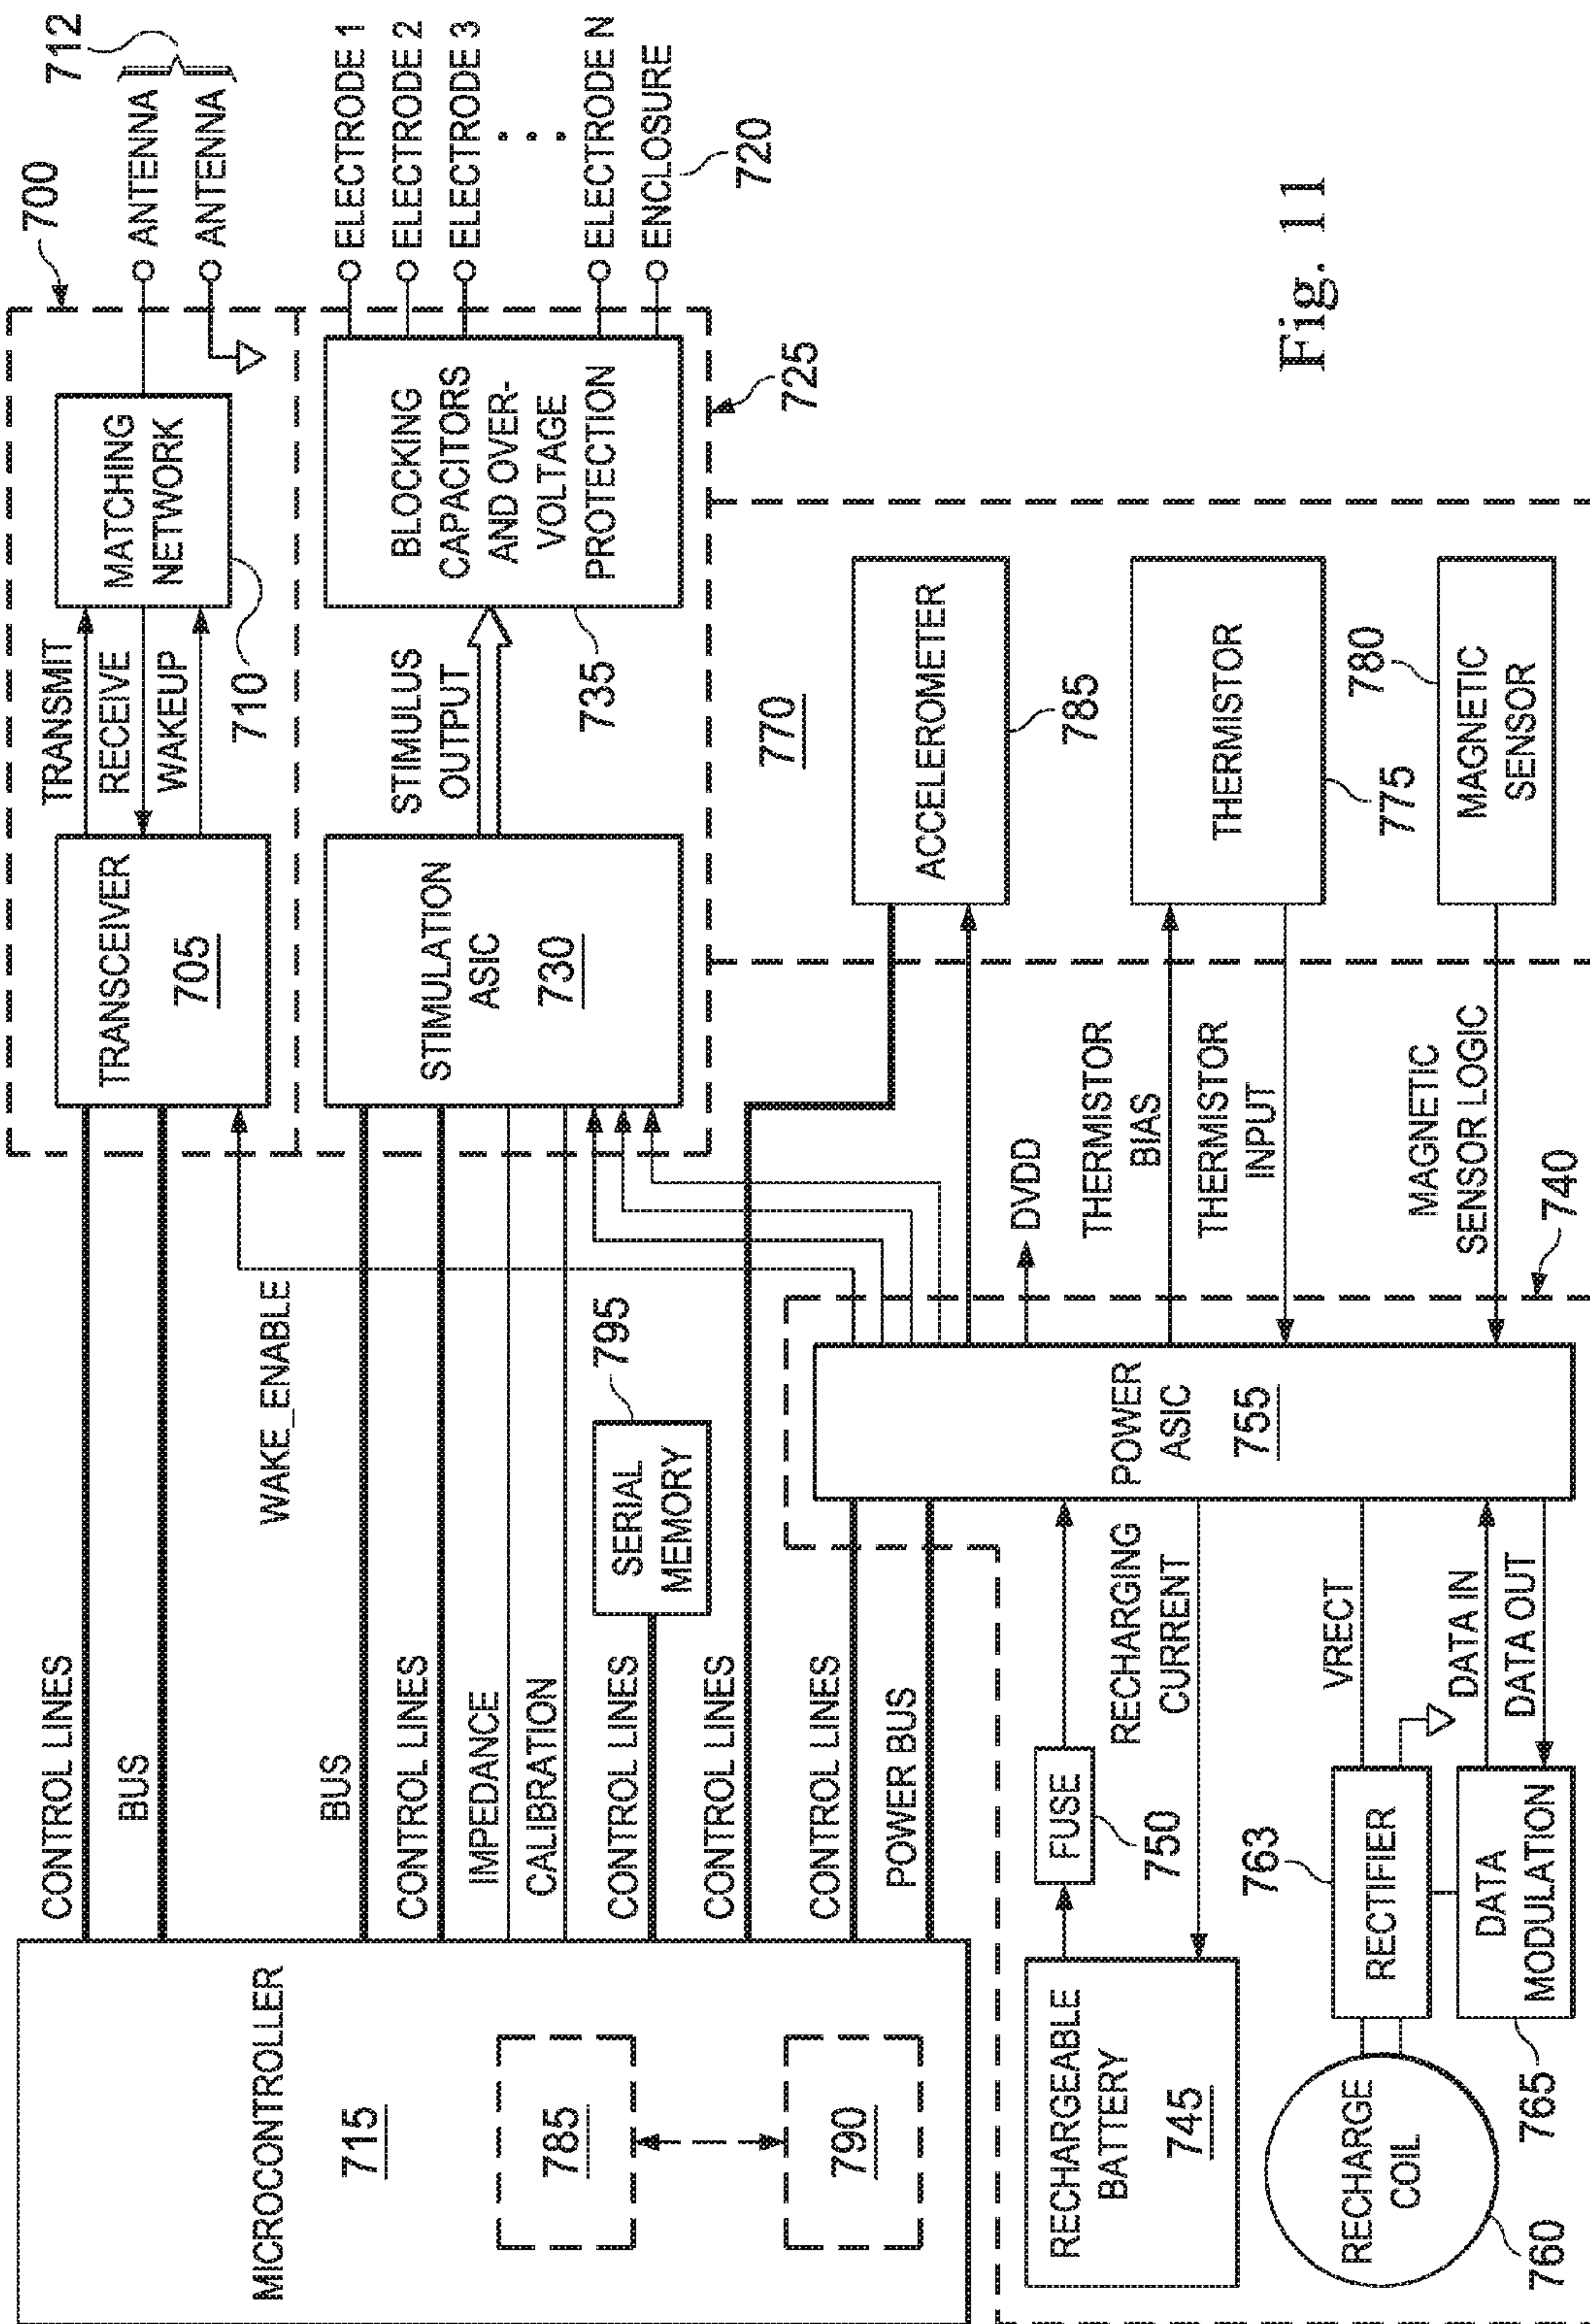 MICROCONTROLLER
715
785
790
CONTROL LINES
BUS
WAKE_ENABLE
BUS
CONTROL LINES
IMPEDANCE
CALIBRATION
CONTROL LINES
SERIAL
MEMORY
795
CONTROL LINES
CONTROL LINES
POWER BUS
TRANSCEIVER
705
TRANSMIT
RECEIVE
WAKEUP
710
MATCHING
NETWORK
700
ANTENNA
ANTENNA
712
STIMULATION
ASIC
730
STIMULUS
OUTPUT
735
BLOCKING
CAPACITORS
AND OVER-
VOLTAGE
PROTECTION
725
ELECTRODE 1
ELECTRODE 2
ELECTRODE 3
ELECTRODE N
ENCLOSURE
720
RECHARGEABLE
BATTERY
745
FUSE
750
RECHARGING
CURRENT
RECHARGE
COIL
760
RECTIFIER
763
VRECT
DATA
MODULATION
765
DATA IN
DATA OUT
POWER
ASIC
755
740
DVDD
THERMISTOR
BIAS
THERMISTOR
INPUT
MAGNETIC
SENSOR LOGIC
770
ACCELEROMETER
785
THERMISTOR
775
MAGNETIC
SENSOR
780
Fig. 11